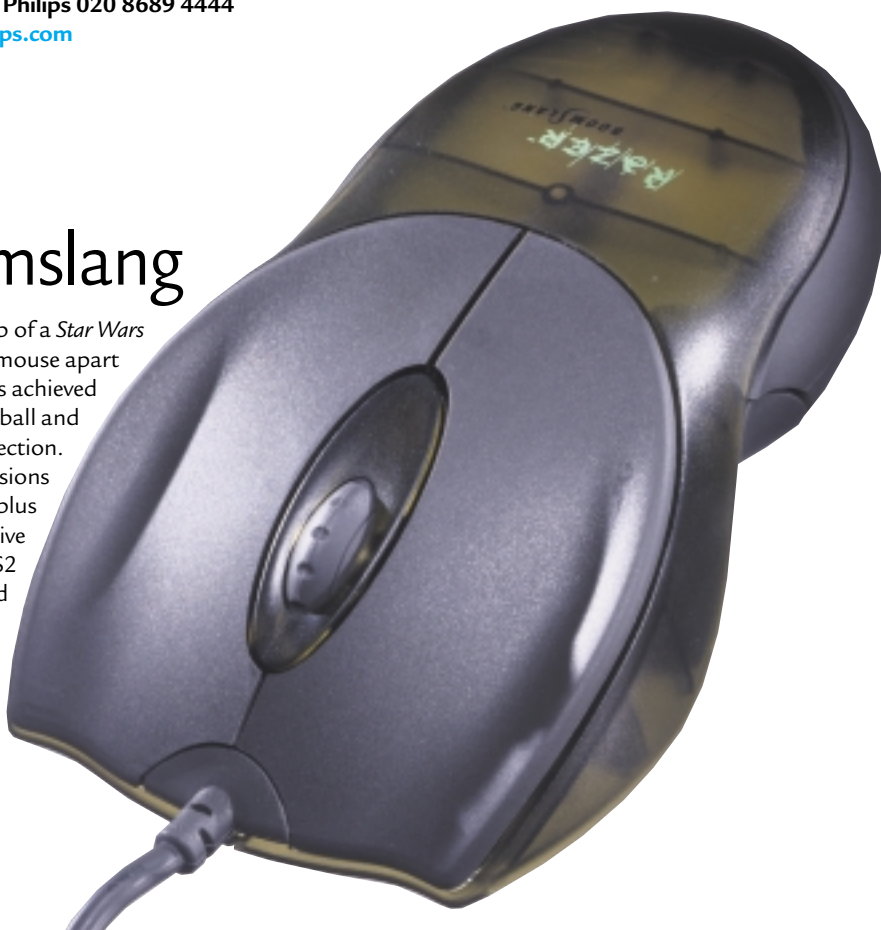 Philips 020 8689 4444
ps.com
mslang
p of a Star Wars
mouse apart
s achieved
ball and
ection.
sions
plus
ive
S2
d
BOOMSLANG
RAZER